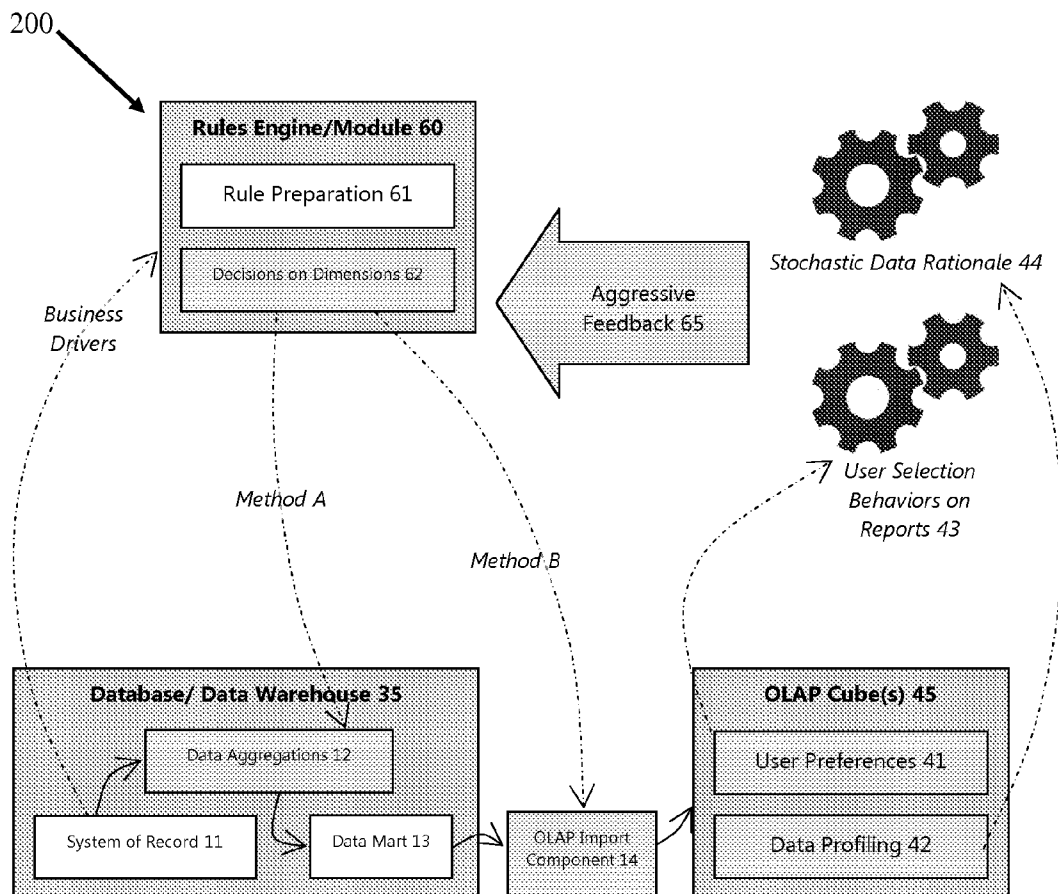 200
Rules Engine/Module 60
Rule Preparation 61
Decisions on Dimensions 62
Business
Drivers
Aggressive
Feedback 65
Stochastic Data Rationale 44
User Selection
Behaviors on
Reports 43
Method A
Method B
Database/ Data Warehouse 35
Data Aggregations 12
System of Record 11
Data Mart 13
OLAP Import
Component 14
OLAP Cube(s) 45
User Preferences 41
Data Profiling 42